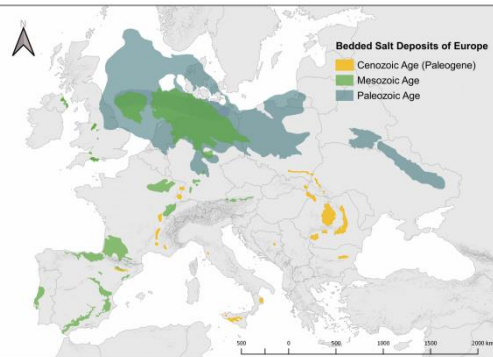 N
Bedded Salt Deposits of Europe
Cenozoic Age (Paleogene)
Mesozoic Age
Paleozoic Age
500 0 500 1000 1500 2000 km